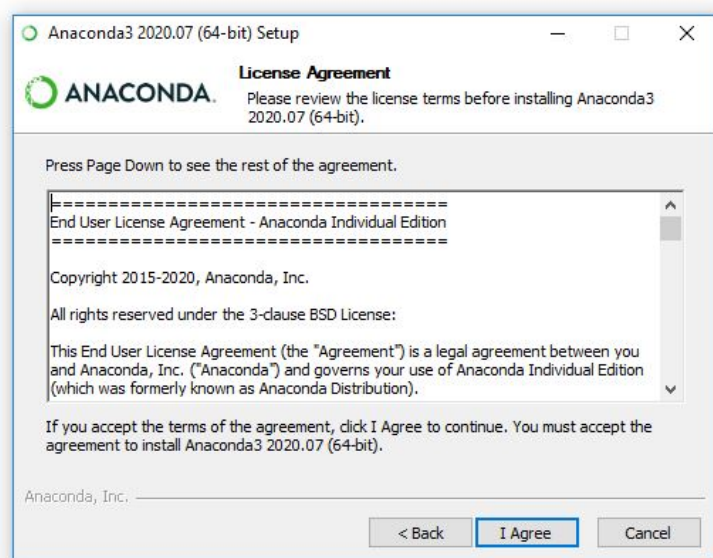 Anaconda3 2020.07 (64-bit) Setup
ANACONDA.
License Agreement
Please review the license terms before installing Anaconda3
2020.07 (64-bit).
Press Page Down to see the rest of the agreement.
===================================
End User License Agreement - Anaconda Individual Edition
===================================
Copyright 2015-2020, Anaconda, Inc.
All rights reserved under the 3-clause BSD License:
This End User License Agreement (the "Agreement") is a legal agreement between you
and Anaconda, Inc. ("Anaconda") and governs your use of Anaconda Individual Edition
(which was formerly known as Anaconda Distribution).
If you accept the terms of the agreement, click I Agree to continue. You must accept the
agreement to install Anaconda3 2020.07 (64-bit).
Anaconda, Inc.
< Back
I Agree
Cancel